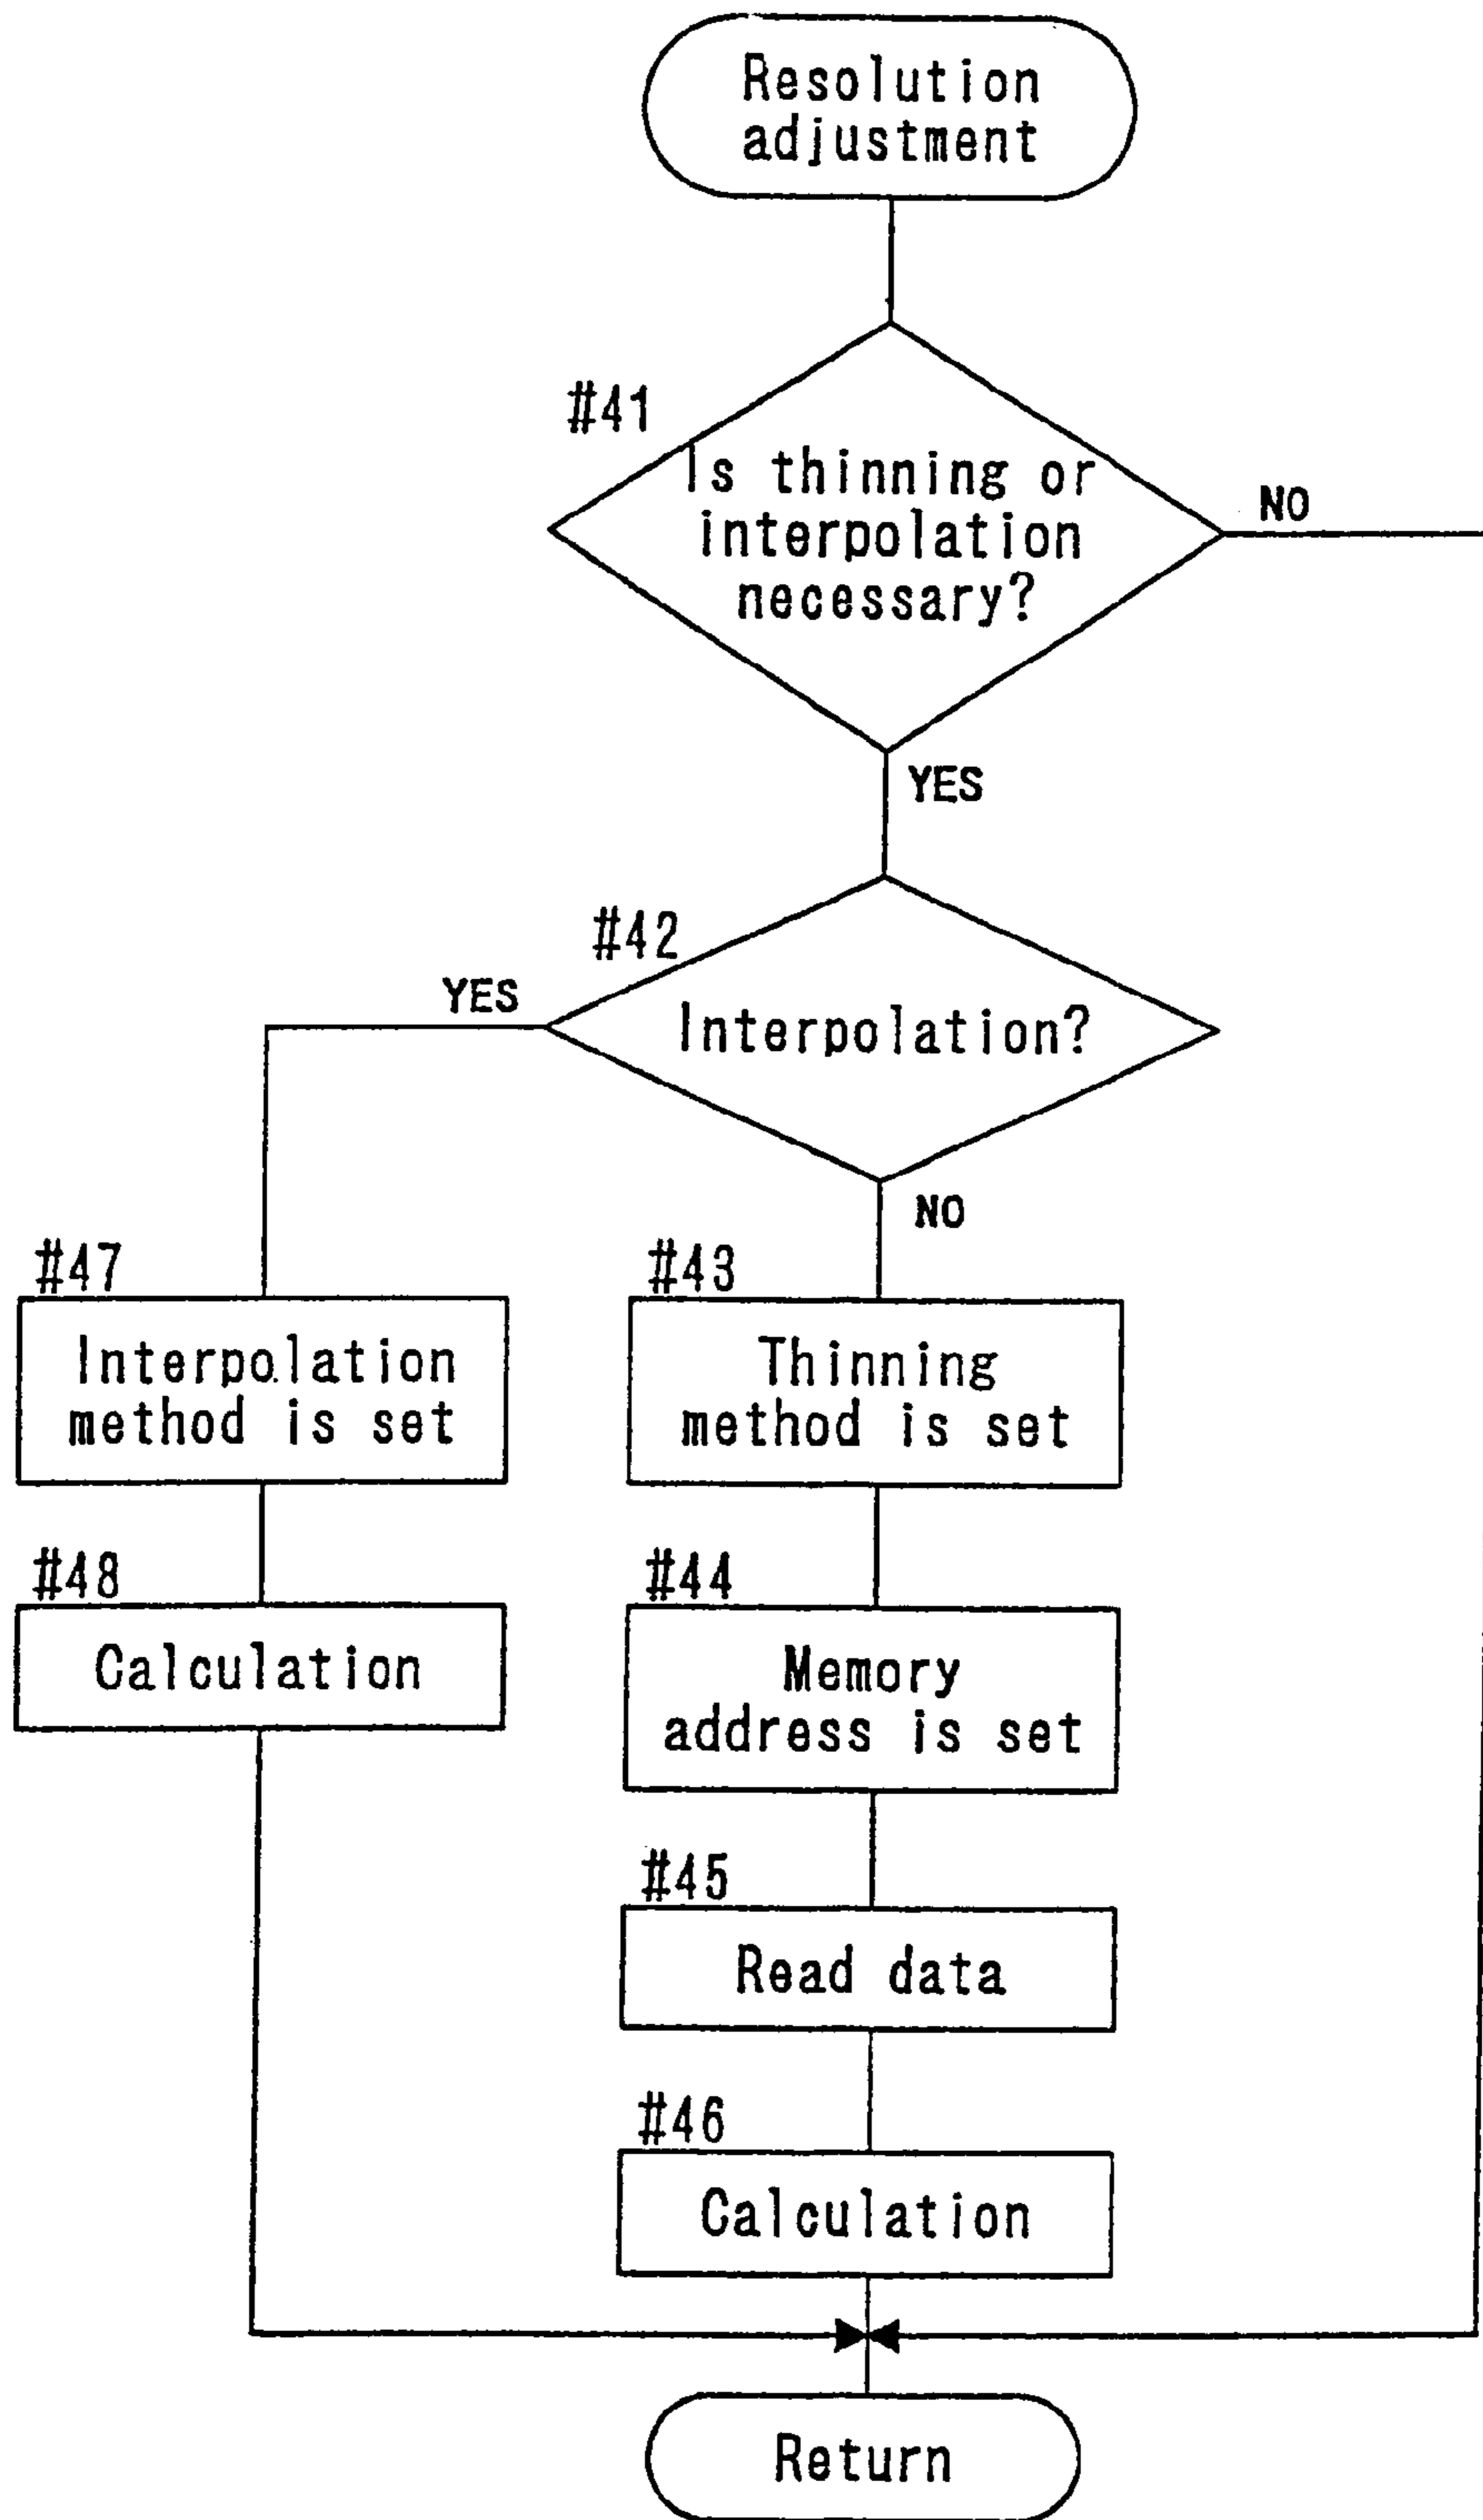 Resolution
adjustment
#41
Is thinning or
interpolation
necessary?
NO
YES
#42
YES
Interpolation?
NO
#47
Interpolation
method is set
#43
Thinning
method is set
#48
Calculation
#44
Memory
address is set
#45
Read data
#46
Calculation
Return